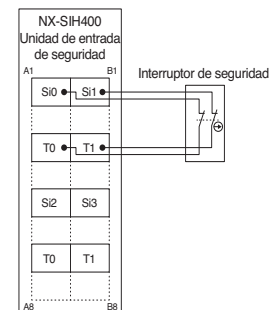 NX-SIH400
Unidad de entrada
de seguridad
A1 B1
Interruptor de seguridad
Si0 Si1
T0 T1
Si2 Si3
T0 T1
A8 B8